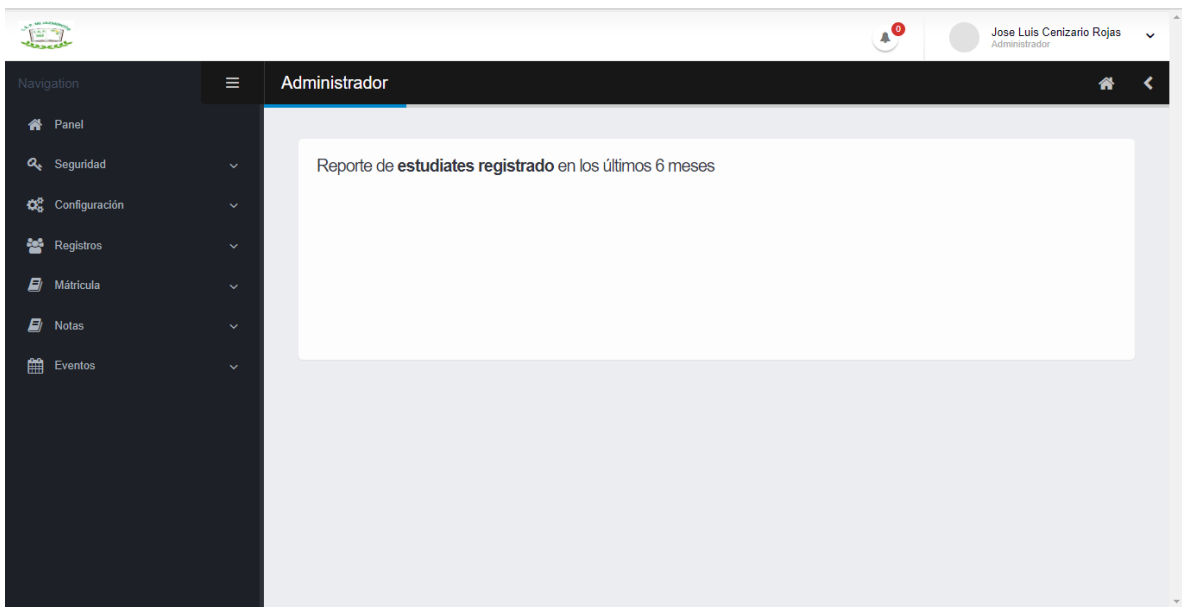 0
Jose Luis Cenizario Rojas
Administrador
Navigation
Administrador
Panel
Seguridad
Configuración
Registros
Mátricula
Notas
Eventos
Reporte de estudiates registrado en los últimos 6 meses